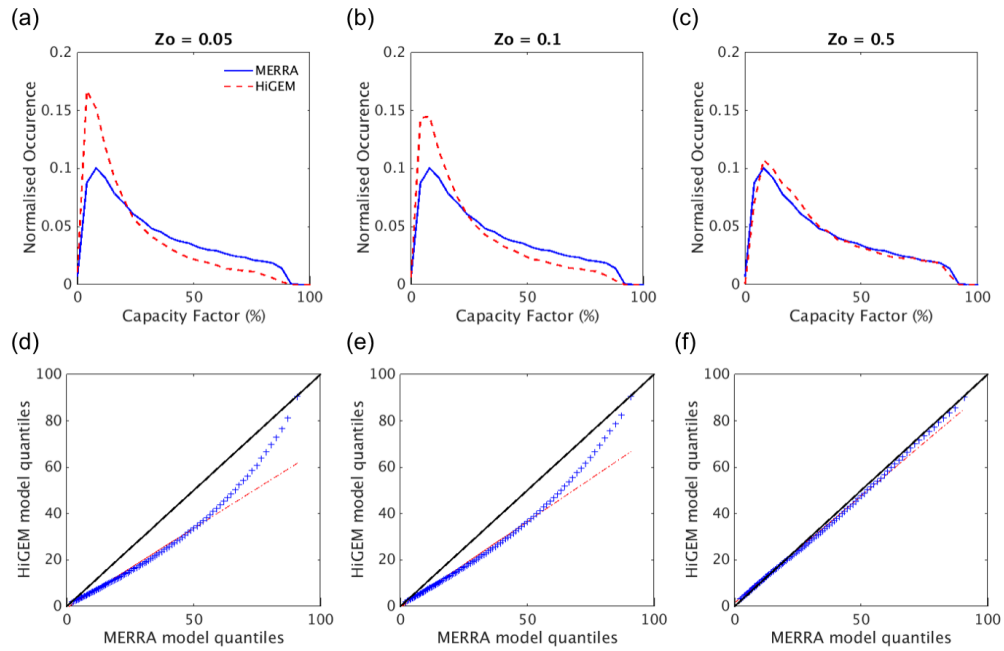 (a)
Zo = 0.05
0.2
0.15
0.1
0.05
0
Normalised Occurence
MERRA
HiGEM
0
50
100
Capacity Factor (%)
(b)
Zo = 0.1
0.2
0.15
0.1
0.05
0
Normalised Occurence
0
50
100
Capacity Factor (%)
(c)
Zo = 0.5
0.2
0.15
0.1
0.05
0
Normalised Occurence
0
50
100
Capacity Factor (%)
(d)
100
80
60
40
20
0
HiGEM model quantiles
0
50
100
MERRA model quantiles
(e)
100
80
60
40
20
0
HiGEM model quantiles
0
50
100
MERRA model quantiles
(f)
100
80
60
40
20
0
HiGEM model quantiles
0
50
100
MERRA model quantiles